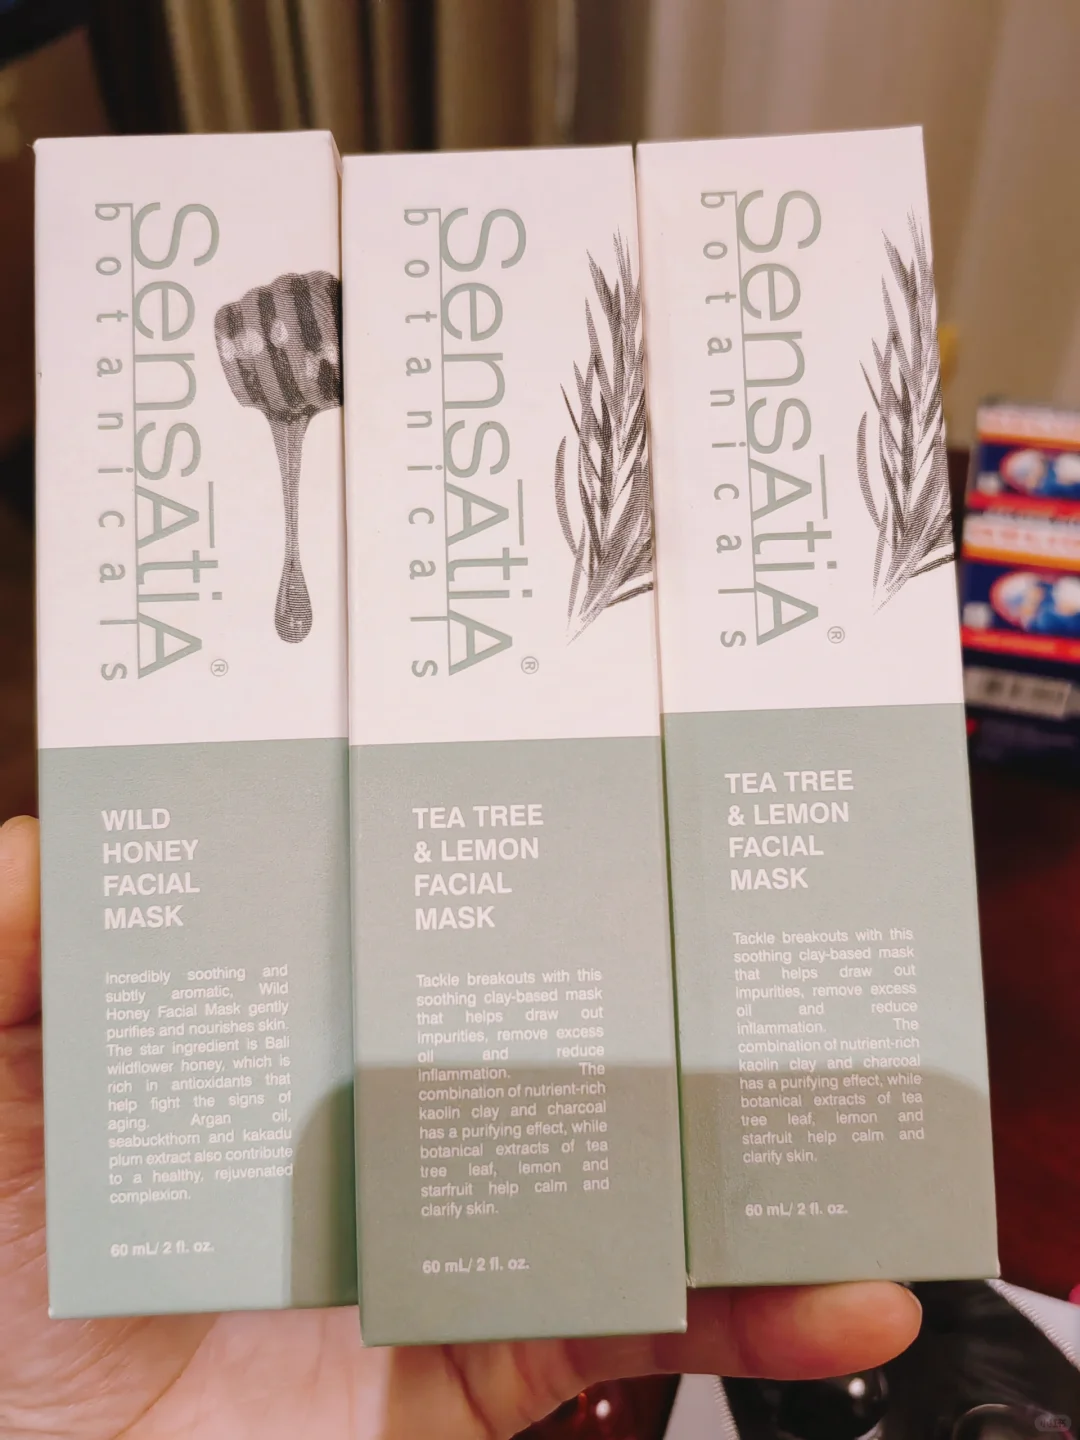 SensAtiA®
botanicals
WILD
HONEY
FACIAL
MASK
Incredibly soothing and
subtly aromatic, Wild
Honey Facial Mask gently
purifies and nourishes skin.
The star ingredient is Bali
wildflower honey, which is
rich in antioxidants that
help fight the signs of
aging. Argan oil,
seabuckthorn and kakadu
plum extract also contribute
to a healthy, rejuvenated
complexion.
60 mL/ 2 fl. oz.
SensAtiA®
botanicals
TEA TREE
& LEMON
FACIAL
MASK
Tackle breakouts with this
soothing clay-based mask
that helps draw out
impurities, remove excess
oil and reduce
inflammation. The
combination of nutrient-rich
kaolin clay and charcoal
has a purifying effect, while
botanical extracts of tea
tree leaf, lemon and
starfruit help calm and
clarify skin.
60 mL/ 2 fl. oz.
SensAtiA®
botanicals
TEA TREE
& LEMON
FACIAL
MASK
Tackle breakouts with this
soothing clay-based mask
that helps draw out
impurities, remove excess
oil and reduce
inflammation. The
combination of nutrient-rich
kaolin clay and charcoal
has a purifying effect, while
botanical extracts of tea
tree leaf, lemon and
starfruit help calm and
clarify skin.
60 mL/ 2 fl. oz.